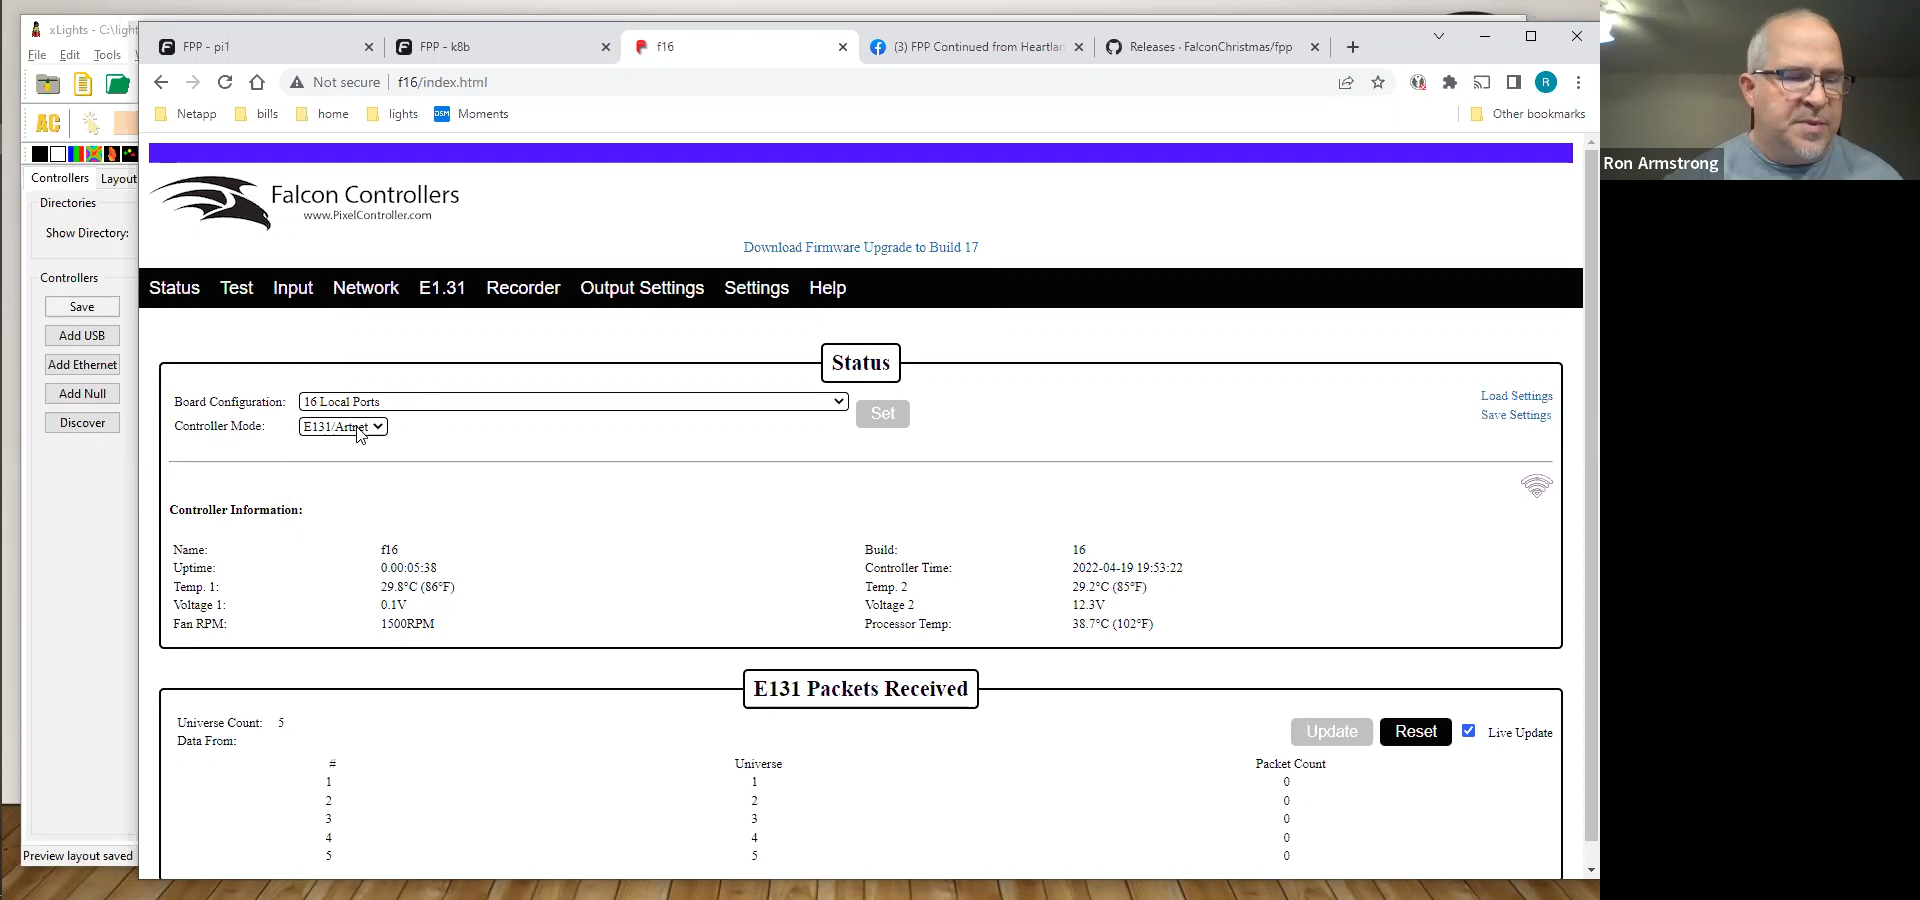 xLights - C:\light
File Edit Tools
AC
Controllers Layout
Directories
Show Directory:
Controllers
Save
Add USB
Add Ethernet
Add Null
Discover
Preview layout saved
FPP - pi1
FPP - k8b
f16
(3) FPP Continued from Heartlan
Releases · FalconChristmas/fpp
Not secure f16/index.html
R
Netapp bills home lights DSM Moments Other bookmarks
Falcon Controllers
www.PixelController.com
Download Firmware Upgrade to Build 17
Status Test Input Network E1.31 Recorder Output Settings Settings Help
Status
Board Configuration: 16 Local Ports
Controller Mode: E131/Artnet
Set
Load Settings
Save Settings
Controller Information:
Name: f16 Build: 16
Uptime: 0.00:05:38 Controller Time: 2022-04-19 19:53:22
Temp. 1: 29.8°C (86°F) Temp. 2 29.2°C (85°F)
Voltage 1: 0.1V Voltage 2 12.3V
Fan RPM: 1500RPM Processor Temp: 38.7°C (102°F)
E131 Packets Received
Universe Count: 5
Data From:
Update Reset Live Update
# Universe Packet Count
1 1 0
2 2 0
3 3 0
4 4 0
5 5 0
Ron Armstrong